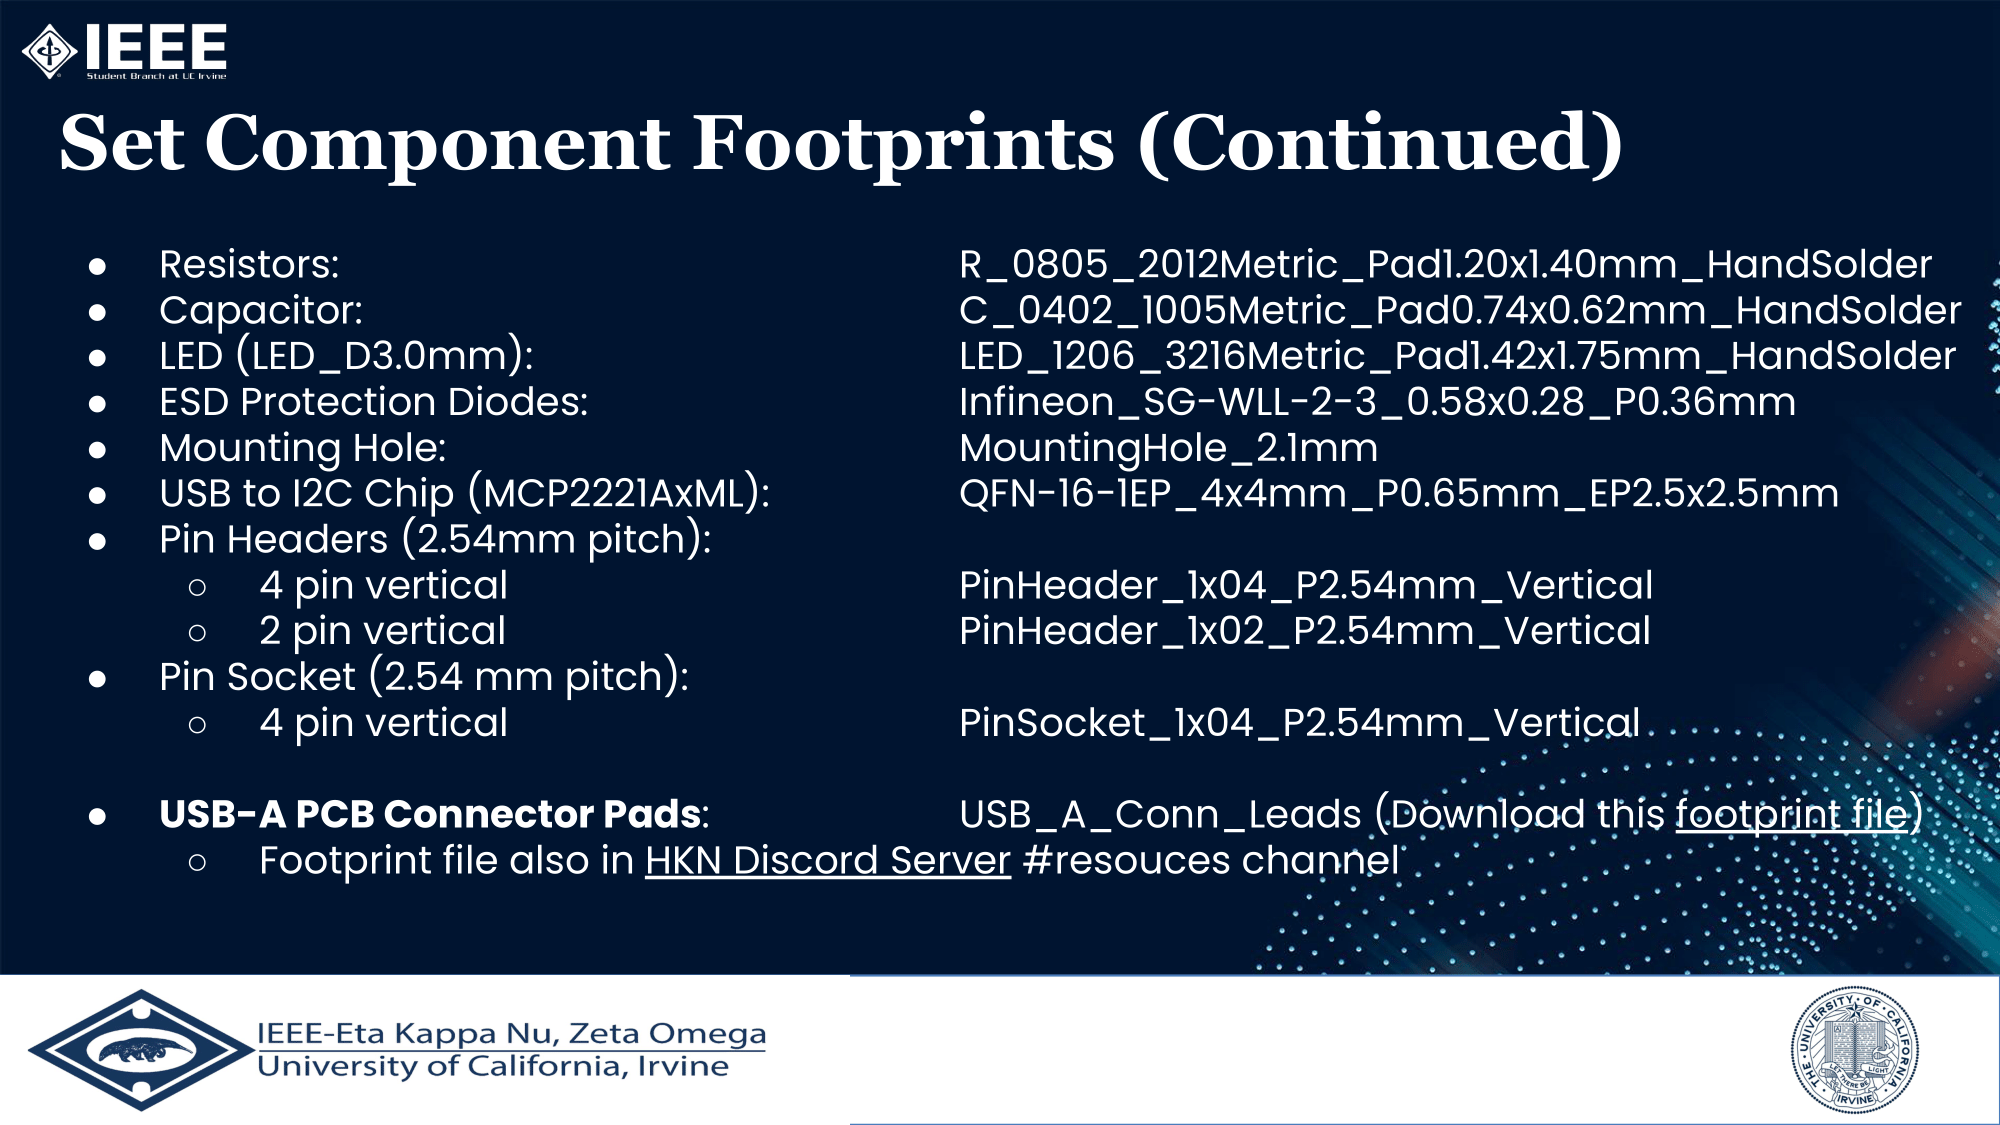 IEEE
Student Branch at UC Irvine
Set Component Footprints (Continued)
● Resistors: R_0805_2012Metric_Pad1.20x1.40mm_HandSolder
● Capacitor: C_0402_1005Metric_Pad0.74x0.62mm_HandSolder
● LED (LED_D3.0mm): LED_1206_3216Metric_Pad1.42x1.75mm_HandSolder
● ESD Protection Diodes: Infineon_SG-WLL-2-3_0.58x0.28_P0.36mm
● Mounting Hole: MountingHole_2.1mm
● USB to I2C Chip (MCP2221AxML): QFN-16-1EP_4x4mm_P0.65mm_EP2.5x2.5mm
● Pin Headers (2.54mm pitch):
○ 4 pin vertical PinHeader_1x04_P2.54mm_Vertical
○ 2 pin vertical PinHeader_1x02_P2.54mm_Vertical
● Pin Socket (2.54 mm pitch):
○ 4 pin vertical PinSocket_1x04_P2.54mm_Vertical
● USB-A PCB Connector Pads: USB_A_Conn_Leads (Download this footprint file)
○ Footprint file also in HKN Discord Server #resouces channel
IEEE-Eta Kappa Nu, Zeta Omega
University of California, Irvine
THE · UNIVERSITY · OF · CALIFORNIA
LET THERE BE LIGHT
IRVINE